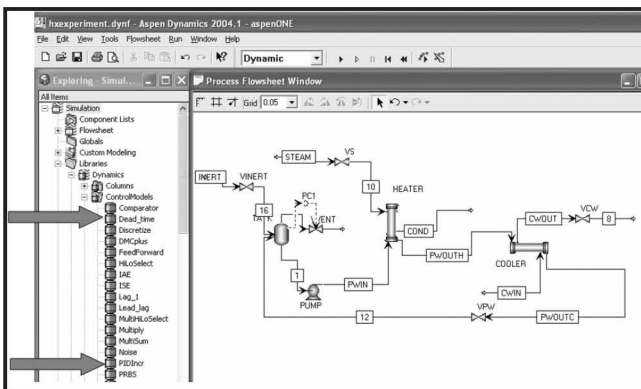 hxexperiment.dynf - Aspen Dynamics 2004.1 - aspenONE
File Edit View Tools Flowsheet Run Window Help
Dynamic
Exploring - Simul...
Process Flowsheet Window
All Items
Grid 0.05
Simulation
Component Lists
Flowsheet
Globals
Custom Modeling
Libraries
Dynamics
Columns
ControlModels
Comparator
Dead_time
Discretize
DMCplus
FeedForward
HiLoSelect
IAE
ISE
Lag_1
Lead_lag
MultiHiLoSelect
Multiply
MultiSum
Noise
PIDIncr
PRBS
STEAM
VS
INERT
VINERT
PC1
10
HEATER
16
VENT
COND
CWOUT
VCW
8
PWOUTH
COOLER
1
PWIN
CWIN
PUMP
VPW
12
PWOUTC